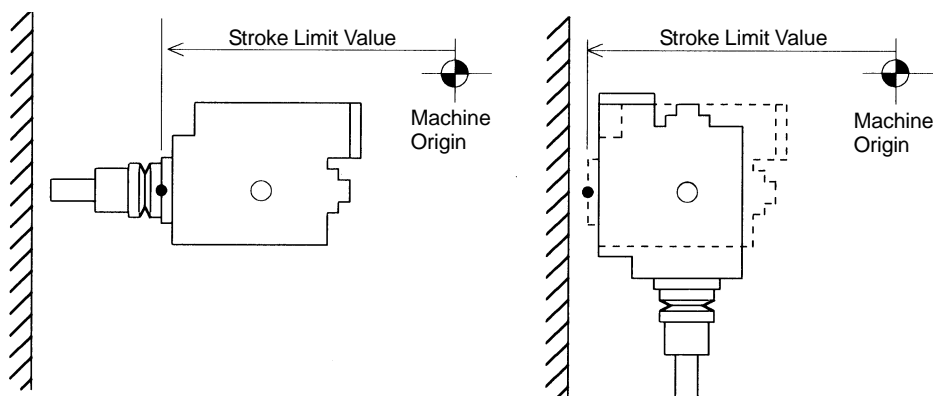 Stroke Limit Value
Machine
Origin
Stroke Limit Value
Machine
Origin